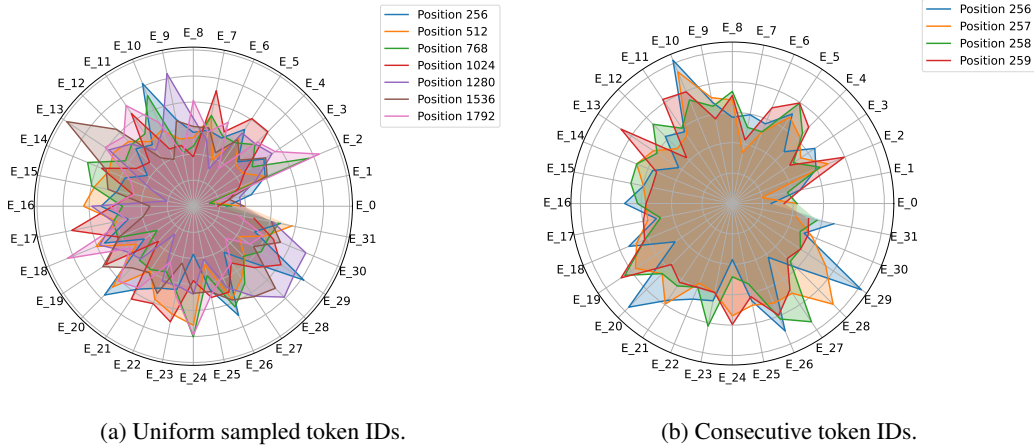 Position 256
Position 512
Position 768
Position 1024
Position 1280
Position 1536
Position 1792
E_0
E_1
E_2
E_3
E_4
E_5
E_6
E_7
E_8
E_9
E_10
E_11
E_12
E_13
E_14
E_15
E_16
E_17
E_18
E_19
E_20
E_21
E_22
E_23
E_24
E_25
E_26
E_27
E_28
E_29
E_30
E_31
(a) Uniform sampled token IDs.
Position 256
Position 257
Position 258
Position 259
E_0
E_1
E_2
E_3
E_4
E_5
E_6
E_7
E_8
E_9
E_10
E_11
E_12
E_13
E_14
E_15
E_16
E_17
E_18
E_19
E_20
E_21
E_22
E_23
E_24
E_25
E_26
E_27
E_28
E_29
E_30
E_31
(b) Consecutive token IDs.